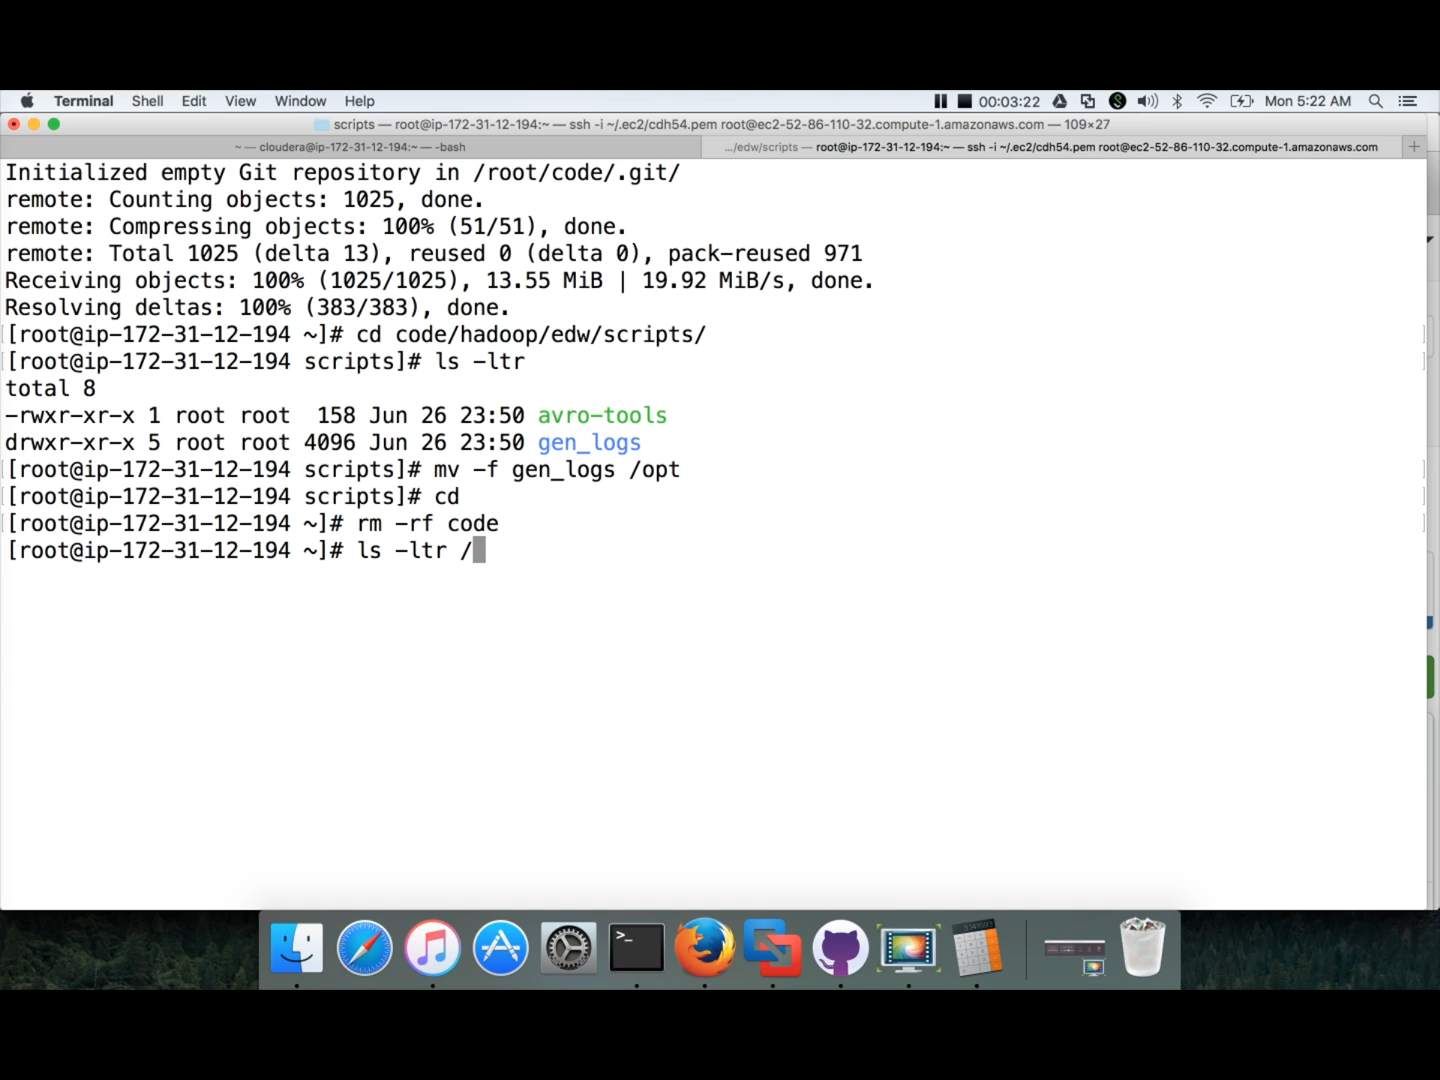 Terminal Shell Edit View Window Help 00:03:22 Mon 5:22 AM
scripts — root@ip-172-31-12-194:~ — ssh -i ~/.ec2/cdh54.pem root@ec2-52-86-110-32.compute-1.amazonaws.com — 109×27
~ — cloudera@ip-172-31-12-194:~ — -bash
.../edw/scripts — root@ip-172-31-12-194:~ — ssh -i ~/.ec2/cdh54.pem root@ec2-52-86-110-32.compute-1.amazonaws.com
Initialized empty Git repository in /root/code/.git/
remote: Counting objects: 1025, done.
remote: Compressing objects: 100% (51/51), done.
remote: Total 1025 (delta 13), reused 0 (delta 0), pack-reused 971
Receiving objects: 100% (1025/1025), 13.55 MiB | 19.92 MiB/s, done.
Resolving deltas: 100% (383/383), done.
[root@ip-172-31-12-194 ~]# cd code/hadoop/edw/scripts/
[root@ip-172-31-12-194 scripts]# ls -ltr
total 8
-rwxr-xr-x 1 root root  158 Jun 26 23:50 avro-tools
drwxr-xr-x 5 root root 4096 Jun 26 23:50 gen_logs
[root@ip-172-31-12-194 scripts]# mv -f gen_logs /opt
[root@ip-172-31-12-194 scripts]# cd
[root@ip-172-31-12-194 ~]# rm -rf code
[root@ip-172-31-12-194 ~]# ls -ltr /